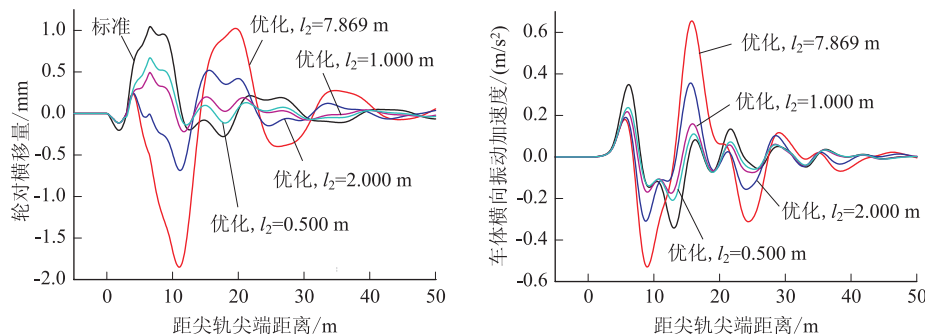 标准
优化, l2=7.869 m
优化, l2=1.000 m
优化, l2=2.000 m
优化, l2=0.500 m
轮对横移量/mm
1.0
0.5
0.0
-0.5
-1.0
-1.5
-2.0
0 10 20 30 40 50
距尖轨尖端距离/m
优化, l2=7.869 m
优化, l2=1.000 m
优化, l2=2.000 m
优化, l2=0.500 m
车体横向振动加速度/(m/s²)
0.6
0.4
0.2
0.0
-0.2
-0.4
-0.6
0 10 20 30 40 50
距尖轨尖端距离/m